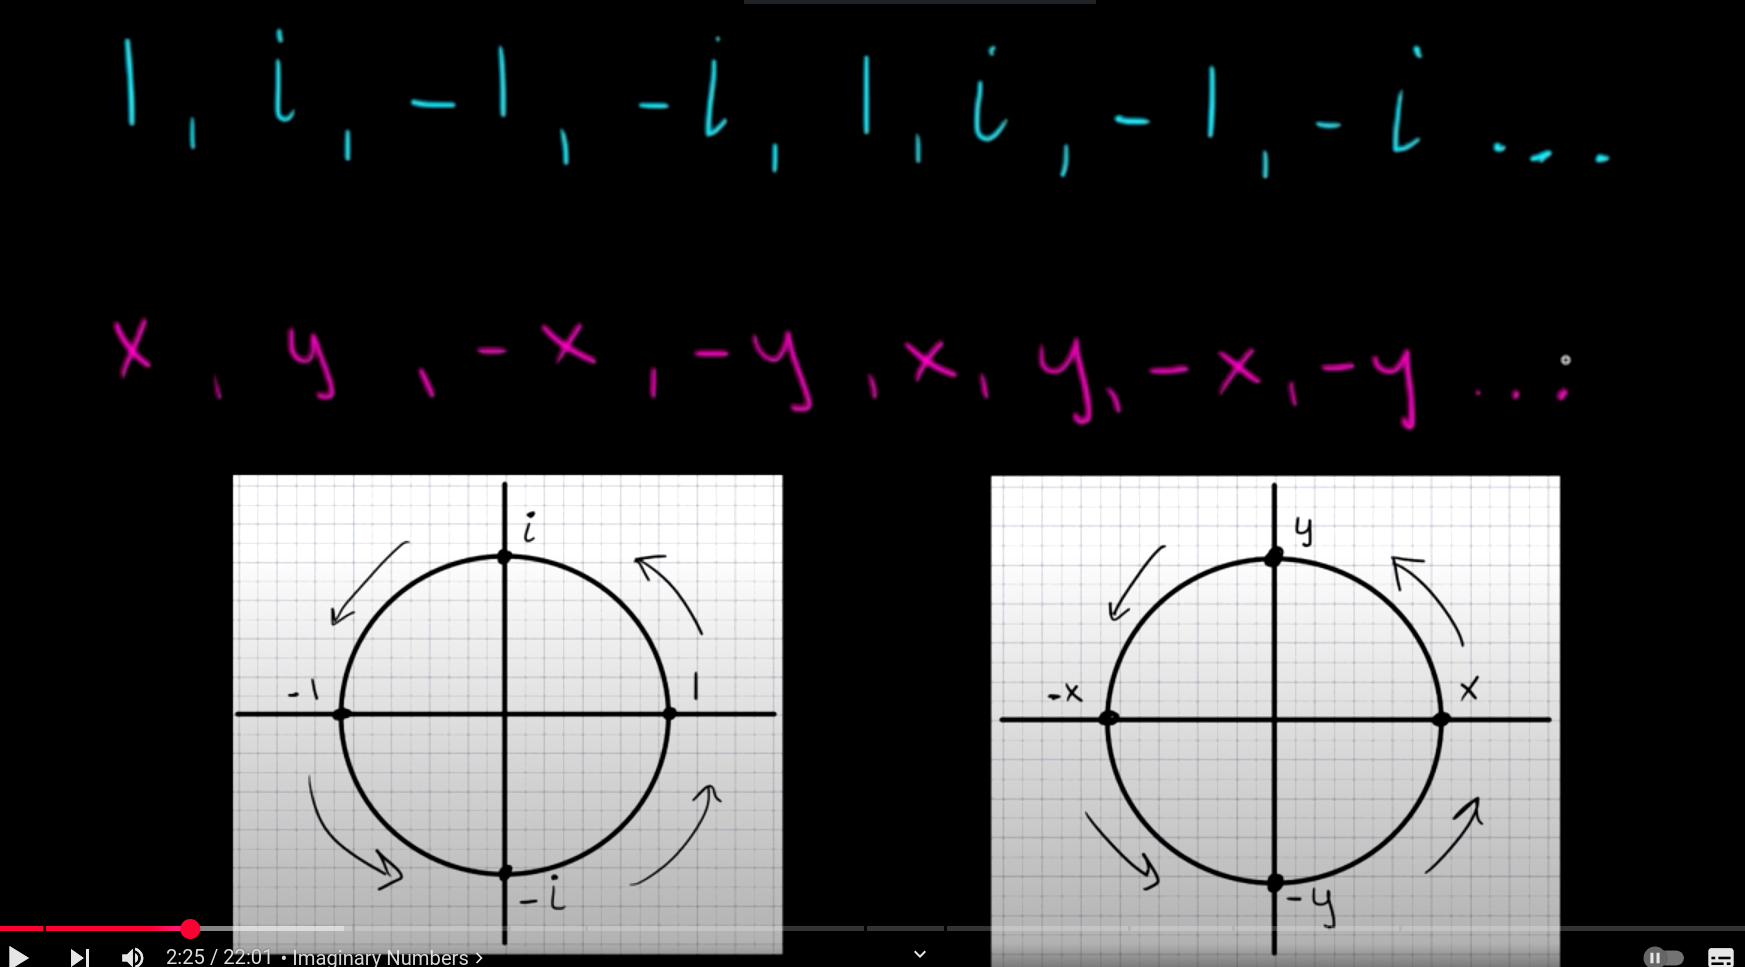 1, i, -1, -i, 1, i, -1, -i ...
x, y, -x, -y, x, y, -x, -y ...
i
-1
1
-i
y
-x
x
-y
2:25 / 22:01 • Imaginary Numbers >